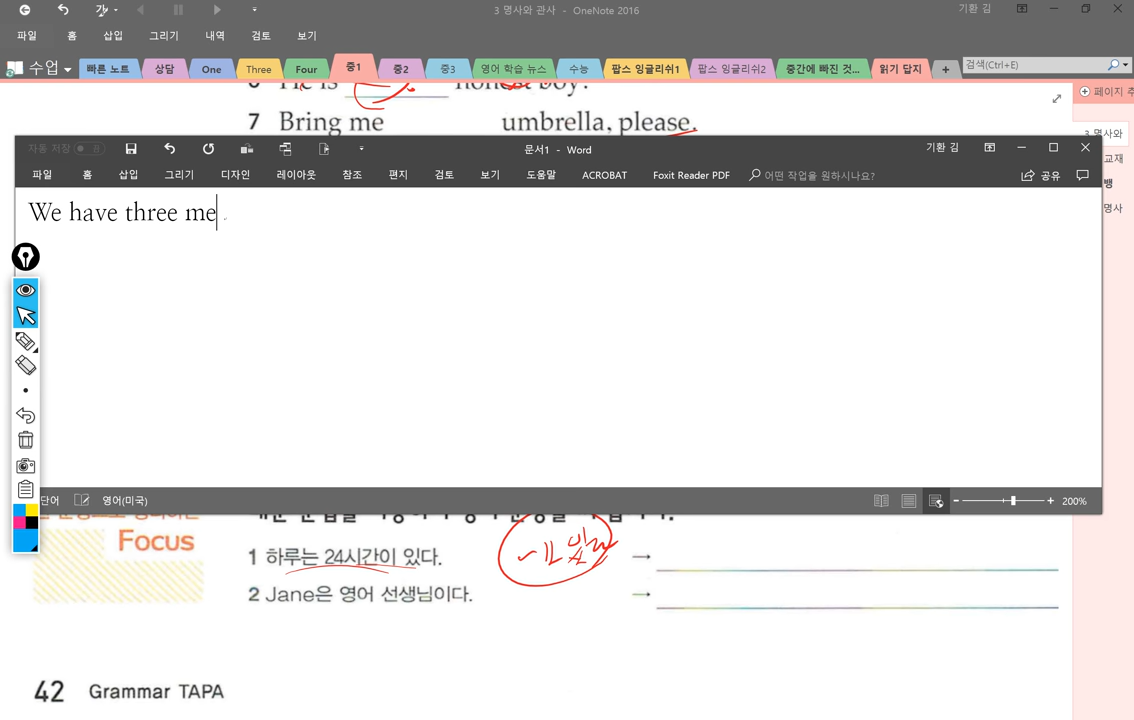 3 명사와 관사 - OneNote 2016
기환 김
파일 홈 삽입 그리기 내역 검토 보기
수업 빠른 노트 상담 One Three Four 중1 중2 중3 영어 학습 뉴스 수능 팝스 잉글리쉬1 팝스 잉글리쉬2 중간에 빠진 것... 읽기 답지 + 검색(Ctrl+E)
6 He is honest boy.
페이지 추
7 Bring me umbrella, please.
3 명사와
자동 저장 문서1 - Word 기환 김
교재
파일 홈 삽입 그리기 디자인 레이아웃 참조 편지 검토 보기 도움말 ACROBAT Foxit Reader PDF 어떤 작업을 원하시나요? 공유
뱅
명사
We have three me
단어 영어(미국) 200%
Focus
1 하루는 24시간이 있다. →
2 Jane은 영어 선생님이다. →
42 Grammar TAPA